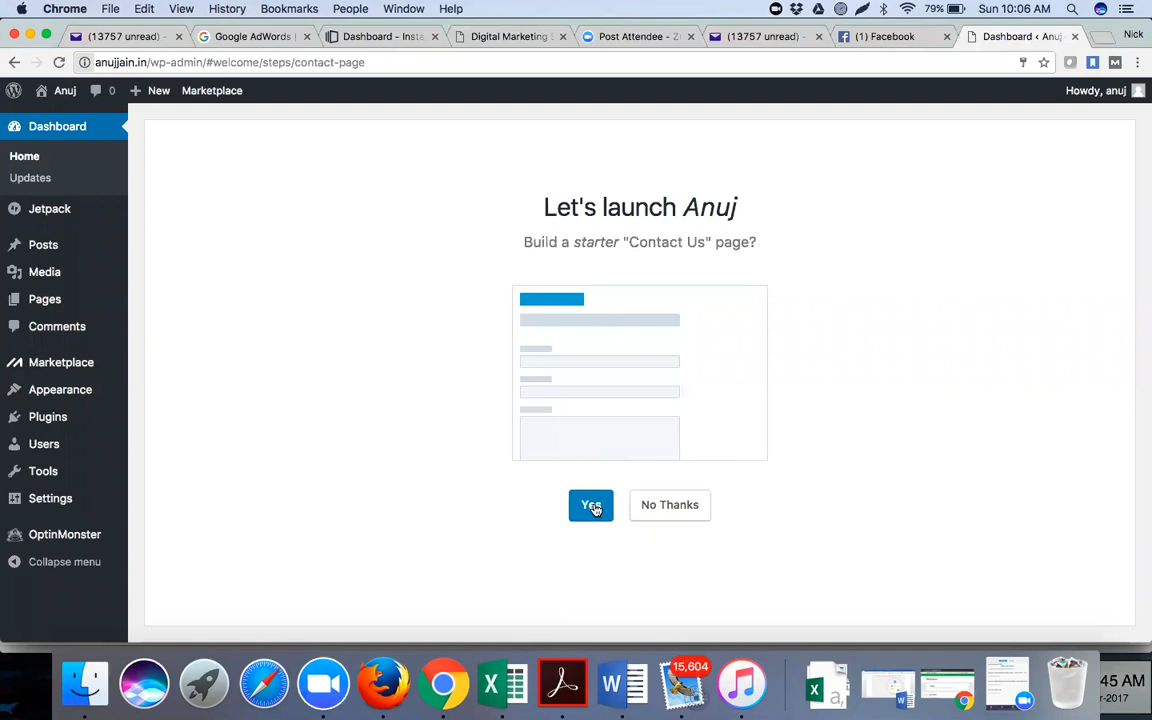 Chrome File Edit View History Bookmarks People Window Help 79% Sun 10:06 AM
(13757 unread) - Google AdWords Dashboard - Insta Digital Marketing S Post Attendee - Z (13757 unread) - (1) Facebook Dashboard ‹ Anuj Nick
anujjain.in/wp-admin/#welcome/steps/contact-page
Anuj 0 New Marketplace Howdy, anuj
Dashboard
Home
Updates
Jetpack
Posts
Media
Pages
Comments
Marketplace
Appearance
Plugins
Users
Tools
Settings
OptinMonster
Collapse menu
Let's launch Anuj
Build a starter "Contact Us" page?
Yes No Thanks
15,604
45 AM
-2017